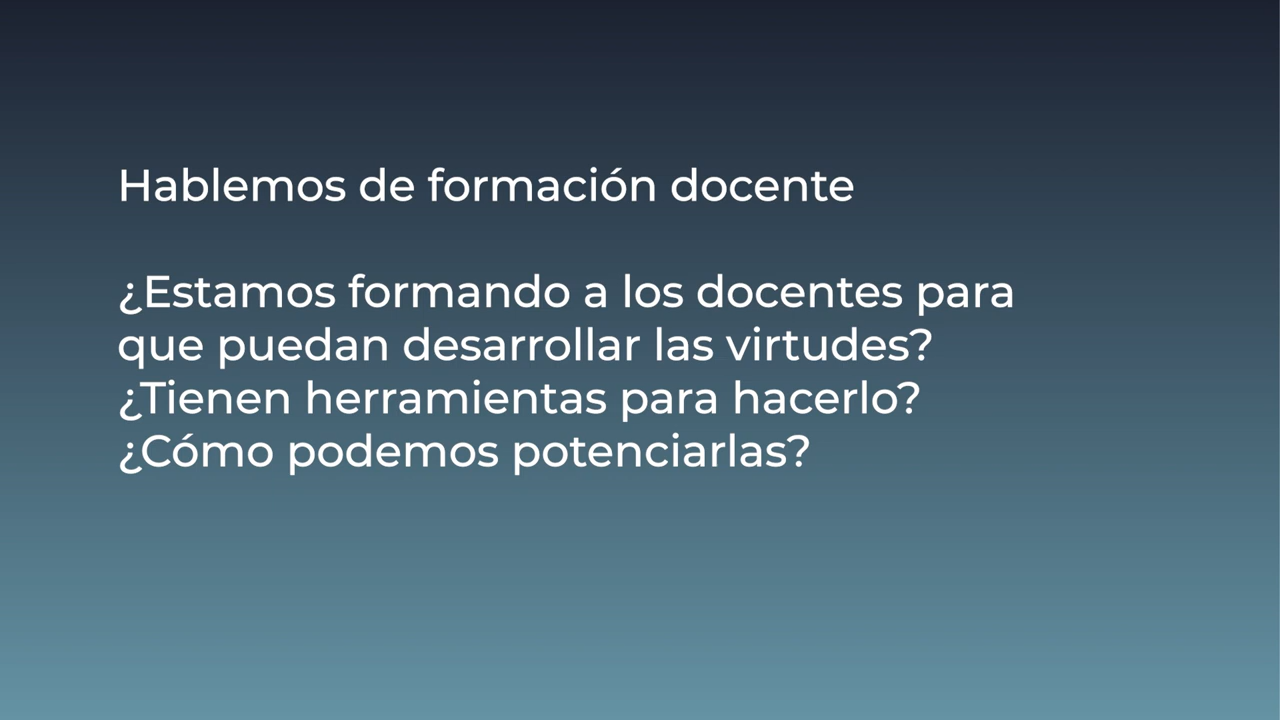 Hablemos de formación docente
¿Estamos formando a los docentes para
que puedan desarrollar las virtudes?
¿Tienen herramientas para hacerlo?
¿Cómo podemos potenciarlas?